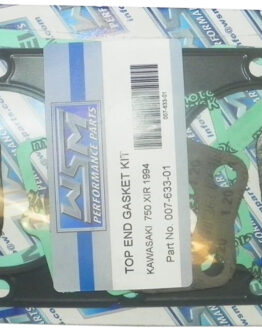 WSM
PERFORMANCE PARTS
TOP END GASKET KIT
KAWASAKI 750 XIR 1994
Part No. 007-633-01
007-633-01